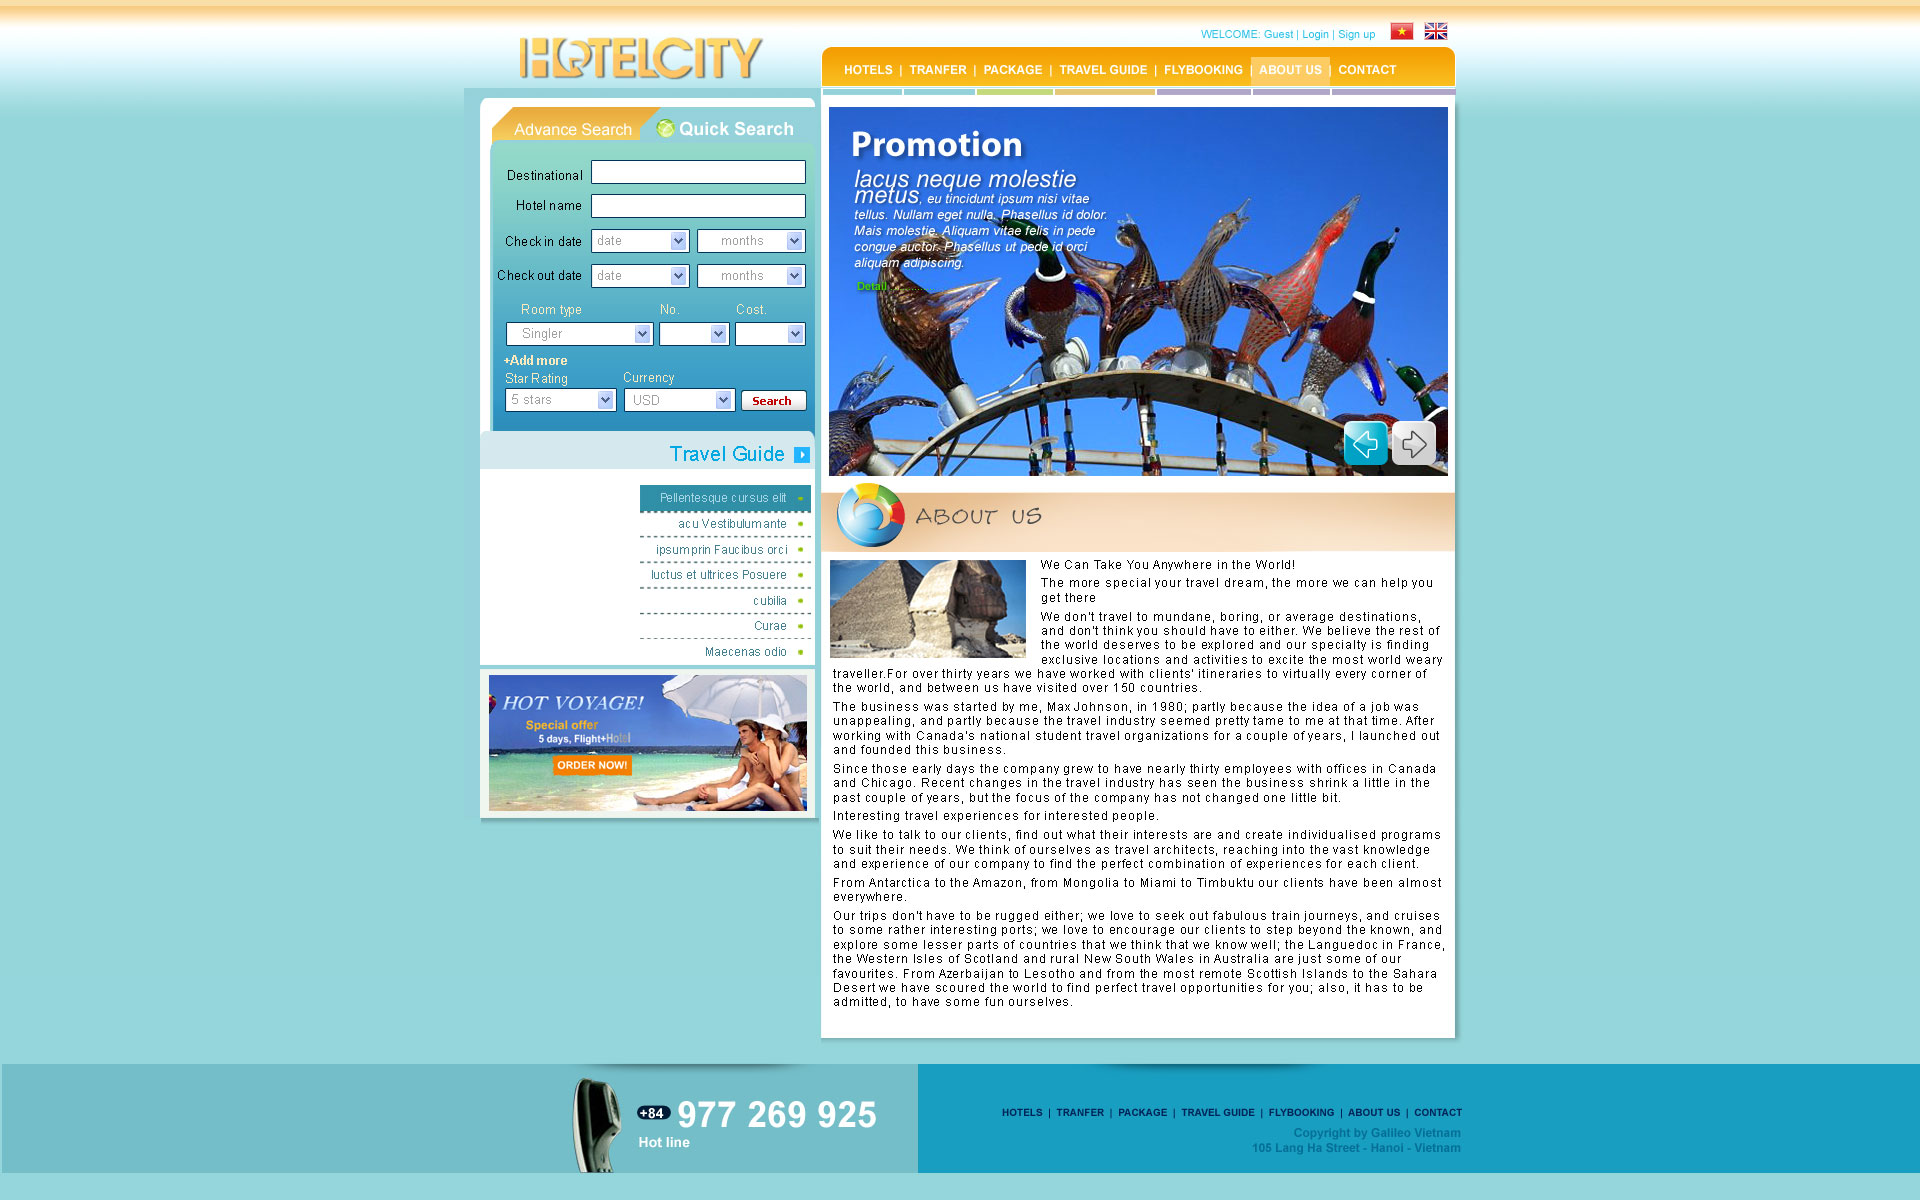 HOTELCITY
WELCOME: Guest | Login | Sign up
HOTELS | TRANFER | PACKAGE | TRAVEL GUIDE | FLYBOOKING | ABOUT US | CONTACT
Advance Search
Quick Search
Destinational
Hotel name
Check in date
date
months
Check out date
date
months
Room type
No.
Cost.
Singler
+Add more
Star Rating
Currency
5 stars
USD
Search
Travel Guide
Pellentesque cursus elit
acu Vestibulumante
ipsumprin Faucibus orci
luctus et ultrices Posuere
cubilia
Curae
Maecenas odio
HOT VOYAGE!
Special offer
5 days, Flight+Hotel
ORDER NOW!
Promotion
lacus neque molestie
metus, eu tincidunt ipsum nisi vitae
tellus. Nullam eget nulla. Phasellus id dolor.
Mais molestie. Aliquam vitae felis in pede
congue auctor. Phasellus ut pede id orci
aliquam adipiscing.
Detail
ABOUT US
We Can Take You Anywhere in the World!
The more special your travel dream, the more we can help you
get there
We don't travel to mundane, boring, or average destinations,
and don't think you should have to either. We believe the rest of
the world deserves to be explored and our specialty is finding
exclusive locations and activities to excite the most world weary
traveller.For over thirty years we have worked with clients' itineraries to virtually every corner of
the world, and between us have visited over 150 countries.
The business was started by me, Max Johnson, in 1980; partly because the idea of a job was
unappealing, and partly because the travel industry seemed pretty tame to me at that time. After
working with Canada's national student travel organizations for a couple of years, I launched out
and founded this business.
Since those early days the company grew to have nearly thirty employees with offices in Canada
and Chicago. Recent changes in the travel industry has seen the business shrink a little in the
past couple of years, but the focus of the company has not changed one little bit.
Interesting travel experiences for interested people.
We like to talk to our clients, find out what their interests are and create individualised programs
to suit their needs. We think of ourselves as travel architects, reaching into the vast knowledge
and experience of our company to find the perfect combination of experiences for each client.
From Antarctica to the Amazon, from Mongolia to Miami to Timbuktu our clients have been almost
everywhere.
Our trips don't have to be rugged either; we love to seek out fabulous train journeys, and cruises
to some rather interesting ports; we love to encourage our clients to step beyond the known, and
explore some lesser parts of countries that we think that we know well; the Languedoc in France,
the Western Isles of Scotland and rural New South Wales in Australia are just some of our
favourites. From Azerbaijan to Lesotho and from the most remote Scottish Islands to the Sahara
Desert we have scoured the world to find perfect travel opportunities for you; also, it has to be
admitted, to have some fun ourselves.
+84 977 269 925
Hot line
HOTELS | TRANFER | PACKAGE | TRAVEL GUIDE | FLYBOOKING | ABOUT US | CONTACT
Copyright by Galileo Vietnam
105 Lang Ha Street - Hanoi - Vietnam